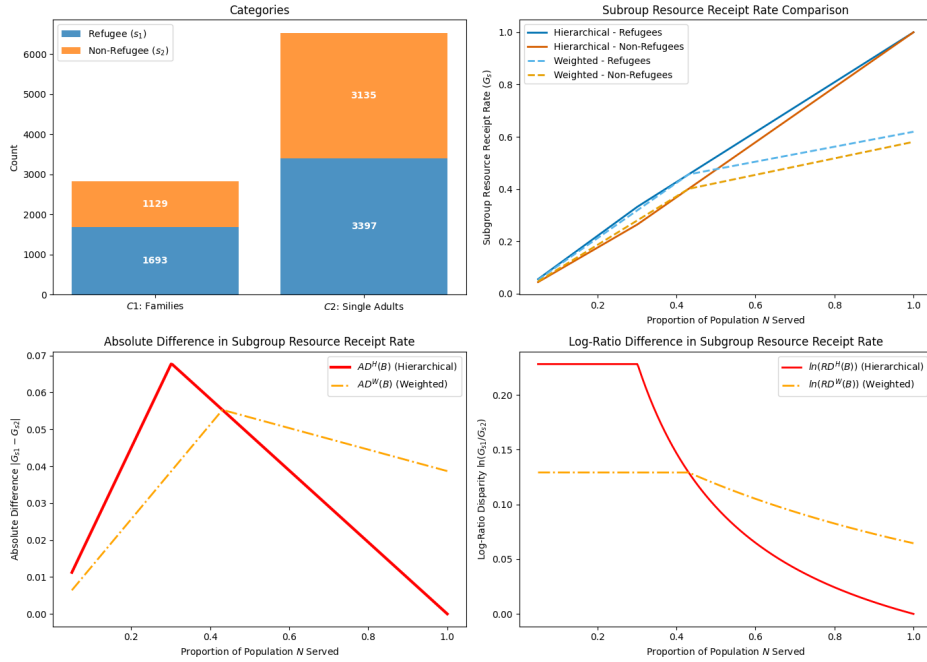 Categories
Refugee (s₁)
Non-Refugee (s₂)
Count
6000
5000
4000
3000
2000
1000
0
1129
1693
3135
3397
C1: Families
C2: Single Adults
Subgroup Resource Receipt Rate Comparison
Hierarchical - Refugees
Hierarchical - Non-Refugees
Weighted - Refugees
Weighted - Non-Refugees
Subgroup Resource Receipt Rate (Gₛ)
1.0
0.8
0.6
0.4
0.2
0.0
0.2
0.4
0.6
0.8
1.0
Proportion of Population N Served
Absolute Difference in Subgroup Resource Receipt Rate
AD^H(B) (Hierarchical)
AD^W(B) (Weighted)
Absolute Difference |G_{s1} − G_{s2}|
0.07
0.06
0.05
0.04
0.03
0.02
0.01
0.00
0.2
0.4
0.6
0.8
1.0
Proportion of Population N Served
Log-Ratio Difference in Subgroup Resource Receipt Rate
ln(RD^H(B)) (Hierarchical)
ln(RD^W(B)) (Weighted)
Log-Ratio Disparity ln(G_{s1}/G_{s2})
0.20
0.15
0.10
0.05
0.00
0.2
0.4
0.6
0.8
1.0
Proportion of Population N Served